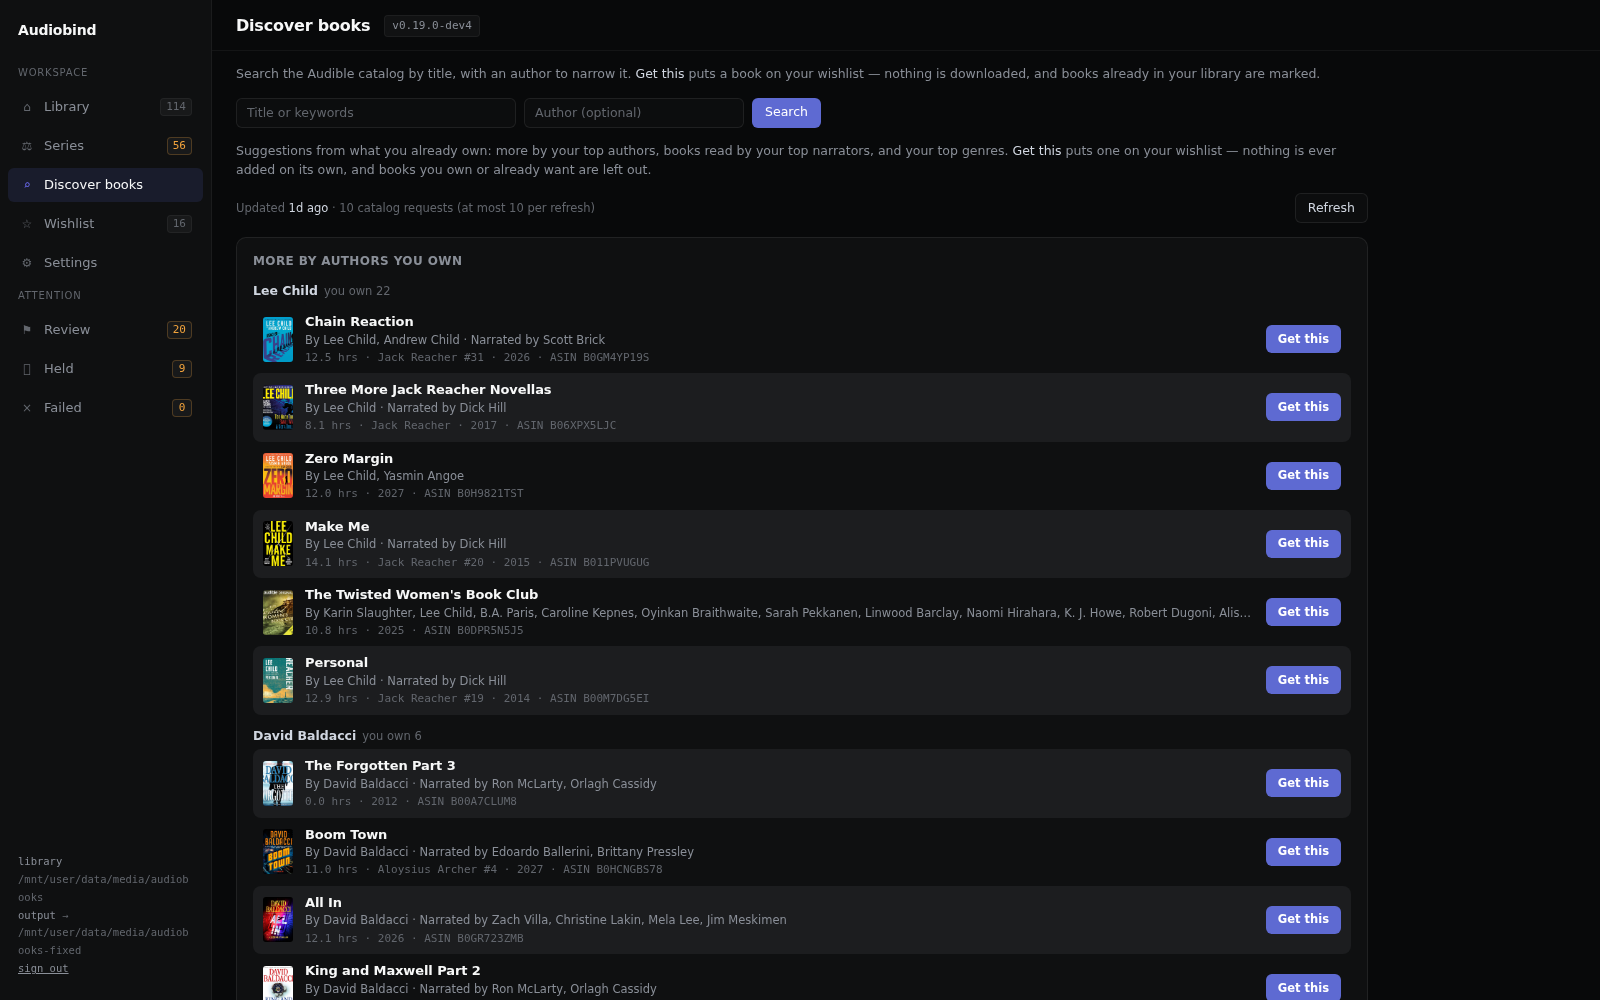 Audiobind
WORKSPACE
Library 114
Series 56
Discover books
Wishlist 16
Settings
ATTENTION
Review 20
Held 9
Failed 0
library
/mnt/user/data/media/audiob
ooks
output →
/mnt/user/data/media/audiob
ooks-fixed
sign out
Discover books v0.19.0-dev4
Search the Audible catalog by title, with an author to narrow it. Get this puts a book on your wishlist — nothing is downloaded, and books already in your library are marked.
Title or keywords Author (optional) Search
Suggestions from what you already own: more by your top authors, books read by your top narrators, and your top genres. Get this puts one on your wishlist — nothing is ever
added on its own, and books you own or already want are left out.
Updated 1d ago · 10 catalog requests (at most 10 per refresh) Refresh
MORE BY AUTHORS YOU OWN
Lee Child you own 22
Chain Reaction
By Lee Child, Andrew Child · Narrated by Scott Brick
12.5 hrs · Jack Reacher #31 · 2026 · ASIN B0GM4YP19S
Get this
Three More Jack Reacher Novellas
By Lee Child · Narrated by Dick Hill
8.1 hrs · Jack Reacher · 2017 · ASIN B06XPX5LJC
Get this
Zero Margin
By Lee Child, Yasmin Angoe
12.0 hrs · 2027 · ASIN B0H9821TST
Get this
LEE
CHILD
MAKE
ME
Make Me
By Lee Child · Narrated by Dick Hill
14.1 hrs · Jack Reacher #20 · 2015 · ASIN B011PVUGUG
Get this
The Twisted Women's Book Club
By Karin Slaughter, Lee Child, B.A. Paris, Caroline Kepnes, Oyinkan Braithwaite, Sarah Pekkanen, Linwood Barclay, Naomi Hirahara, K. J. Howe, Robert Dugoni, Alis…
10.8 hrs · 2025 · ASIN B0DPR5N5J5
Get this
Personal
By Lee Child · Narrated by Dick Hill
12.9 hrs · Jack Reacher #19 · 2014 · ASIN B00M7DG5EI
Get this
David Baldacci you own 6
The Forgotten Part 3
By David Baldacci · Narrated by Ron McLarty, Orlagh Cassidy
0.0 hrs · 2012 · ASIN B00A7CLUM8
Get this
Boom Town
By David Baldacci · Narrated by Edoardo Ballerini, Brittany Pressley
11.0 hrs · Aloysius Archer #4 · 2027 · ASIN B0HCNGBS78
Get this
All In
By David Baldacci · Narrated by Zach Villa, Christine Lakin, Mela Lee, Jim Meskimen
12.1 hrs · 2026 · ASIN B0GR723ZMB
Get this
King and Maxwell Part 2
By David Baldacci · Narrated by Ron McLarty, Orlagh Cassidy
Get this